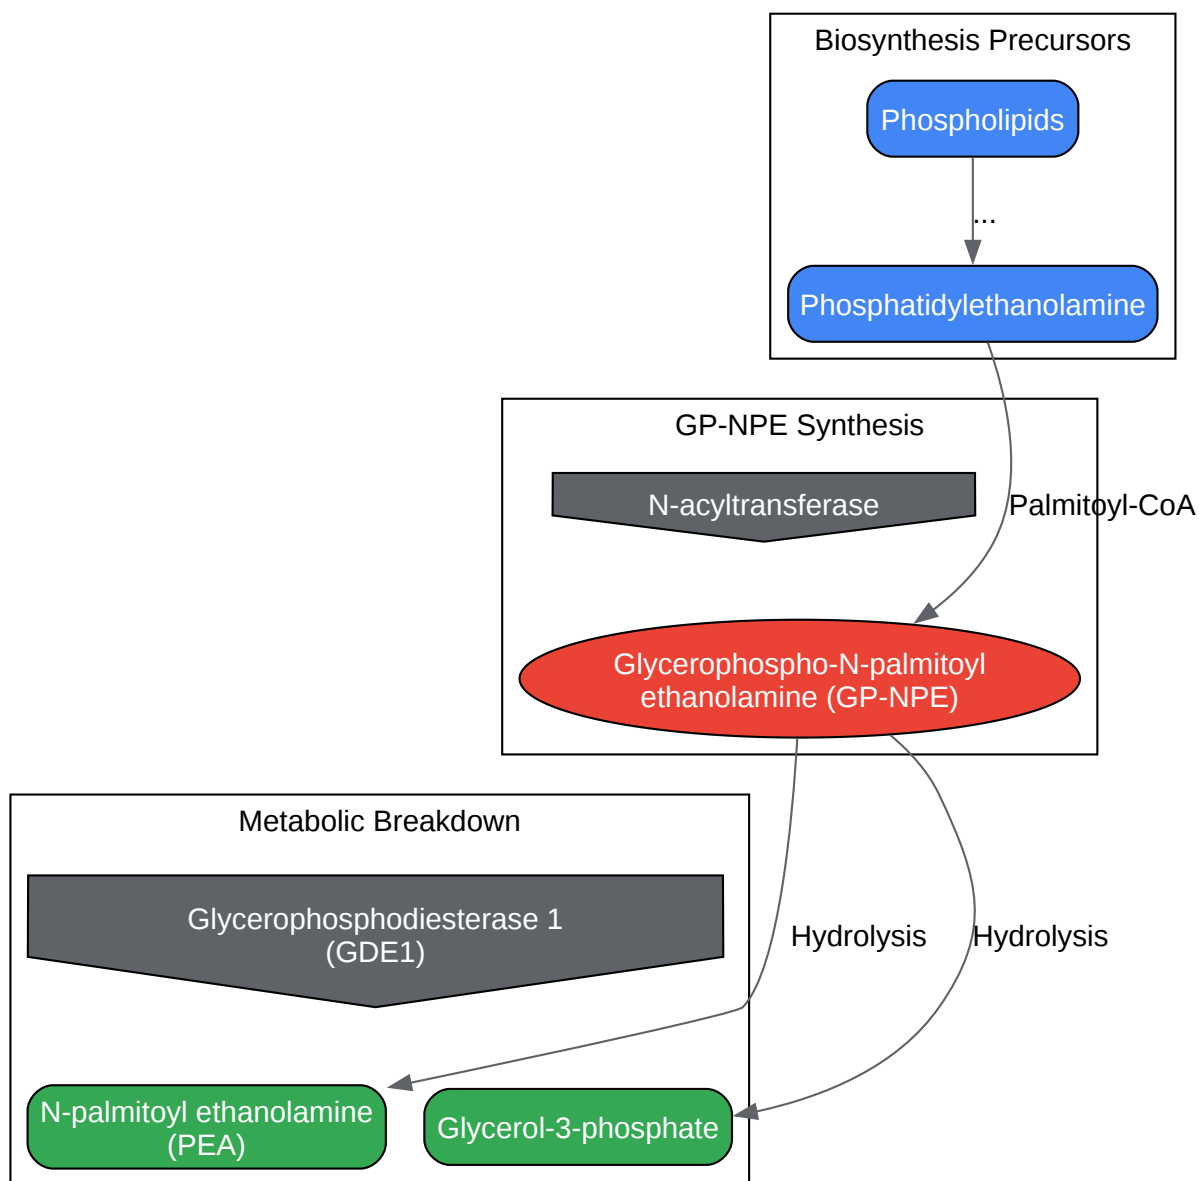 Biosynthesis Precursors
Phospholipids
...
Phosphatidylethanolamine
GP-NPE Synthesis
N-acyltransferase
Palmitoyl-CoA
Glycerophospho-N-palmitoyl
ethanolamine (GP-NPE)
Metabolic Breakdown
Glycerophosphodiesterase 1
(GDE1)
Hydrolysis
Hydrolysis
N-palmitoyl ethanolamine
(PEA)
Glycerol-3-phosphate